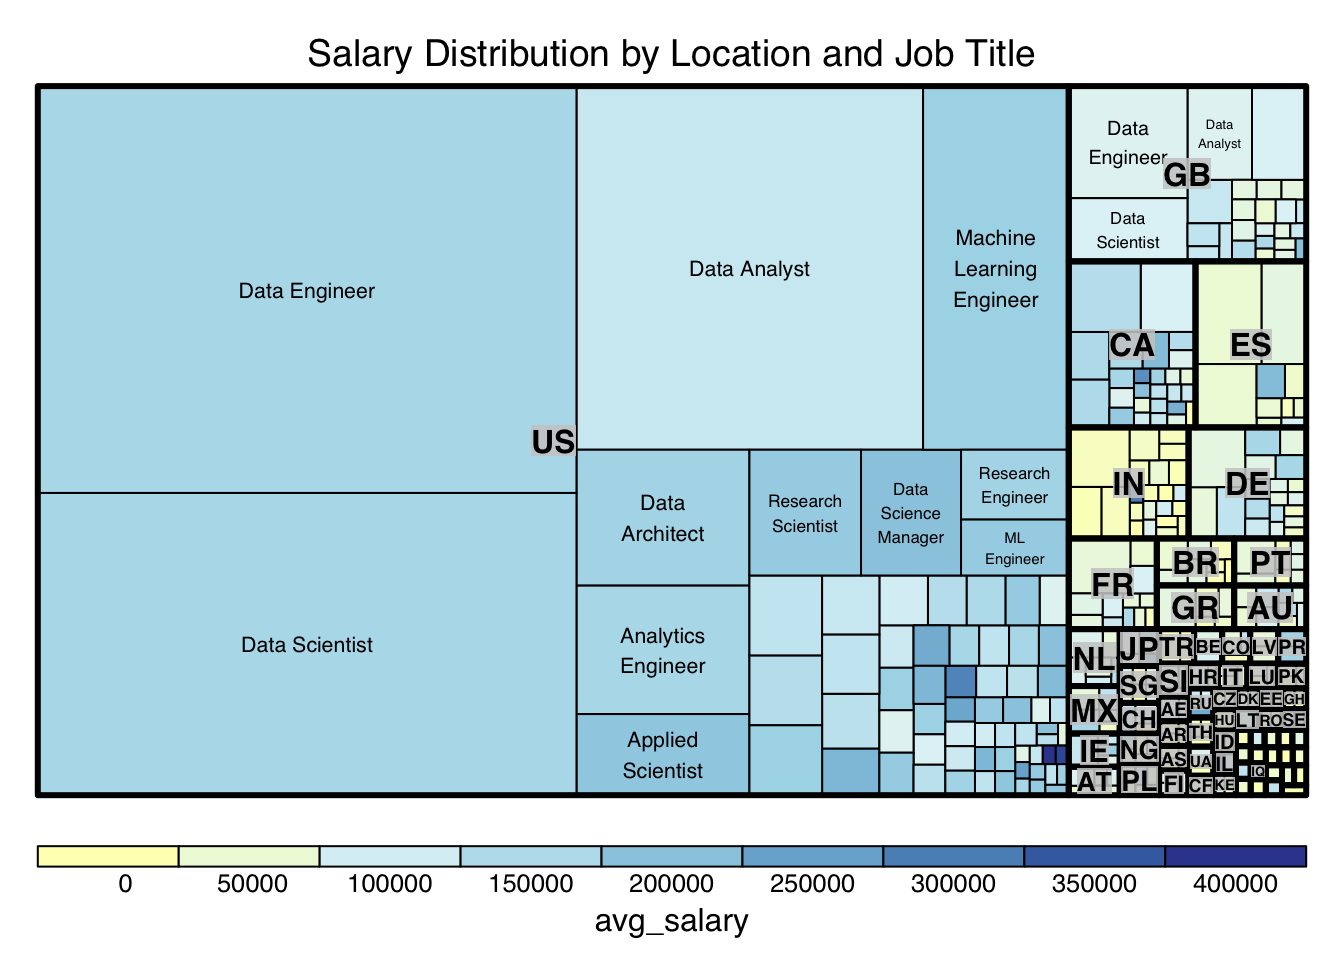 Salary Distribution by Location and Job Title
Data Engineer
Data Scientist
US
Data Analyst
Machine
Learning
Engineer
Data
Architect
Analytics
Engineer
Applied
Scientist
Research
Scientist
Data
Science
Manager
Research
Engineer
ML
Engineer
Data
Engineer
Data
Analyst
GB
Data
Scientist
CA
ES
IN
DE
FR
BR
PT
GR
AU
NL
JP
TR
BE
CO
LV
PR
SG
SI
HR
IT
LU
PK
MX
CH
AE
RU
CZ
DK
EE
GH
HU
LT
RO
SE
IE
NG
AR
TH
ID
AS
UA
IL
IQ
AT
PL
FI
CF
KE
0 50000 100000 150000 200000 250000 300000 350000 400000
avg_salary